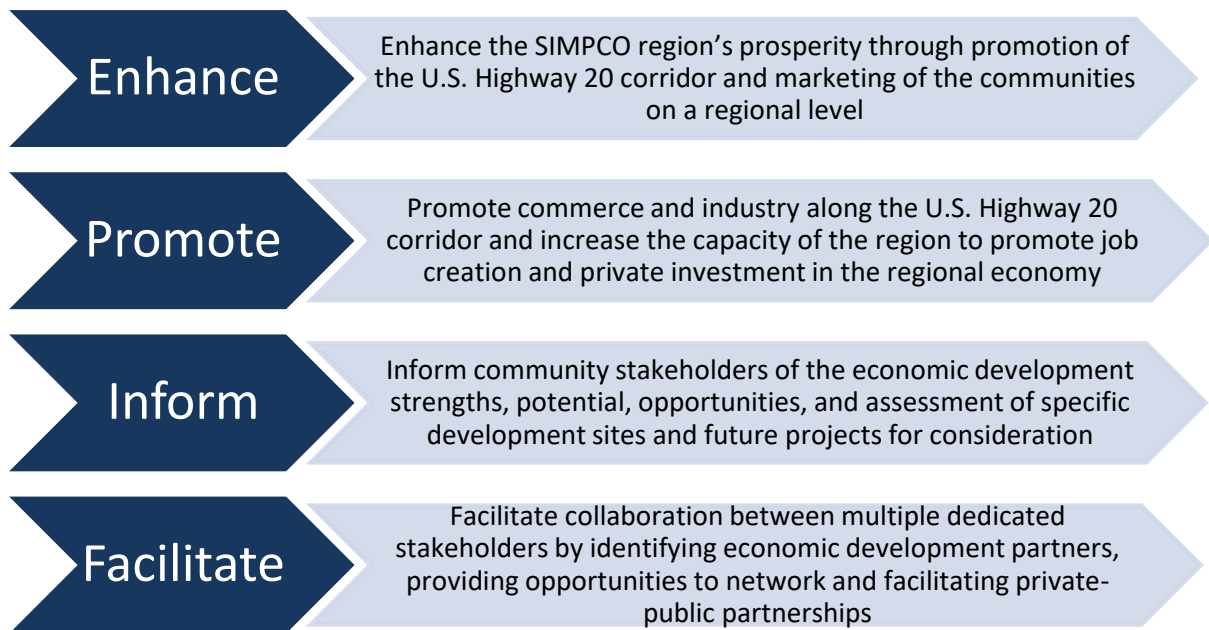 Enhance
Enhance the SIMPCO region’s prosperity through promotion of
the U.S. Highway 20 corridor and marketing of the communities
on a regional level
Promote
Promote commerce and industry along the U.S. Highway 20
corridor and increase the capacity of the region to promote job
creation and private investment in the regional economy
Inform
Inform community stakeholders of the economic development
strengths, potential, opportunities, and assessment of specific
development sites and future projects for consideration
Facilitate
Facilitate collaboration between multiple dedicated
stakeholders by identifying economic development partners,
providing opportunities to network and facilitating private-
public partnerships